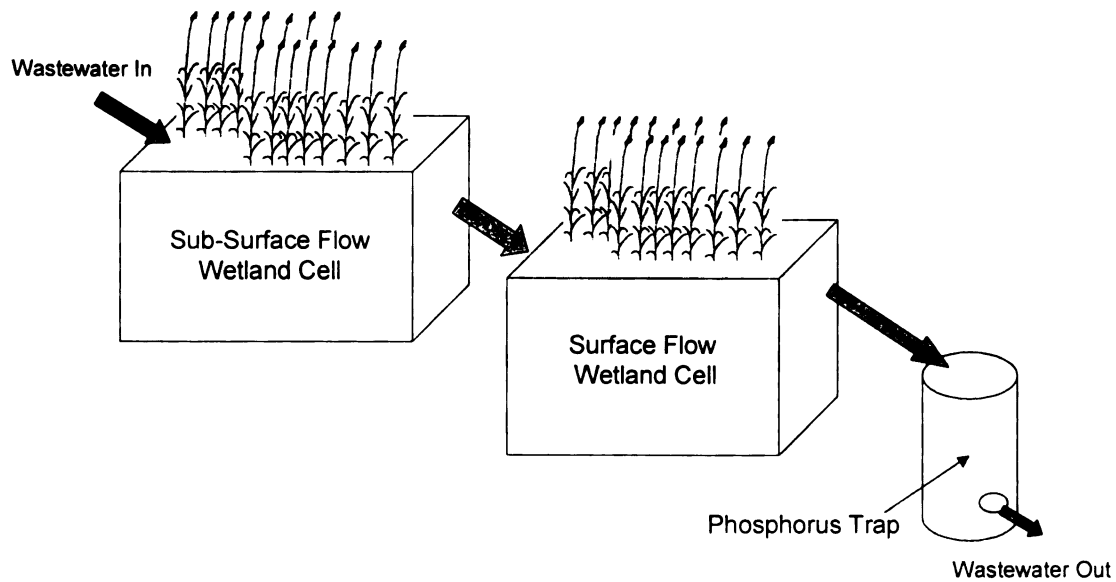 Wastewater In
Sub-Surface Flow
Wetland Cell
Surface Flow
Wetland Cell
Phosphorus Trap
Wastewater Out